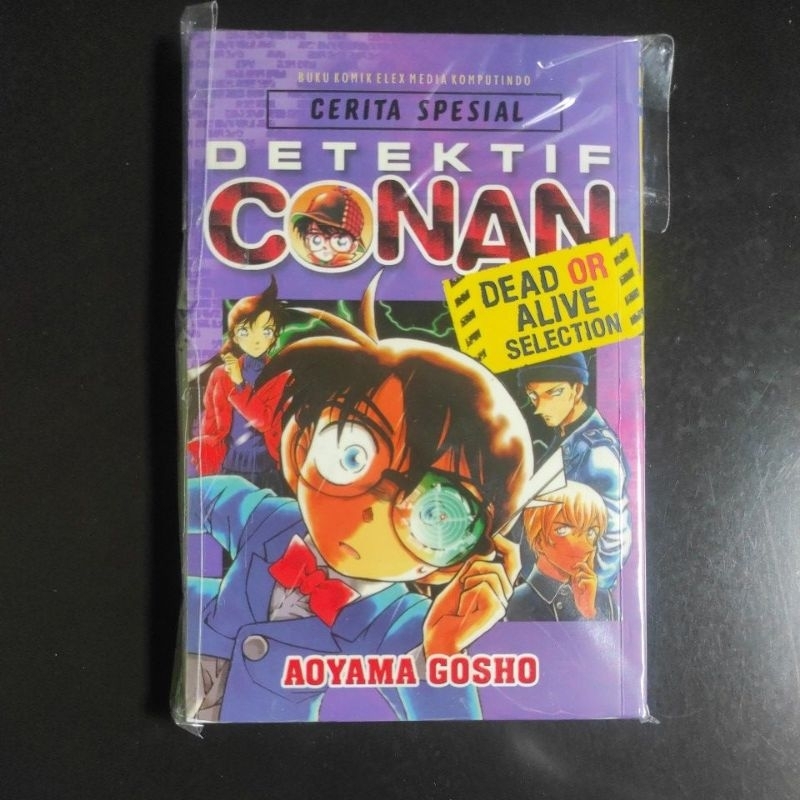 BUKU KOMIK ELEX MEDIA KOMPUTINDO
CERITA SPESIAL
DETEKTIF
CONAN
DEAD OR
ALIVE
SELECTION
AOYAMA GOSHO